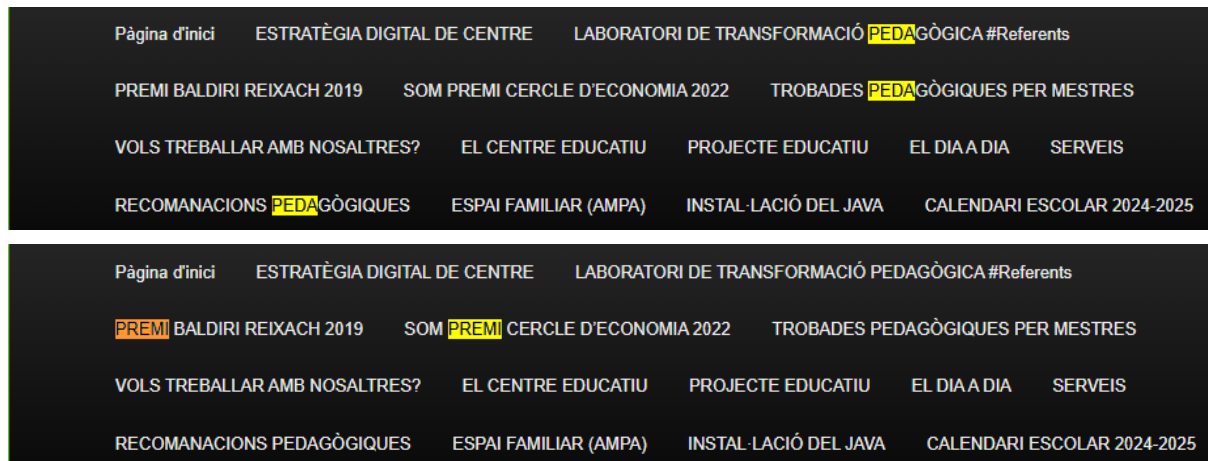 Pàgina d'inici ESTRATÈGIA DIGITAL DE CENTRE LABORATORI DE TRANSFORMACIÓ PEDAGÒGICA #Referents
PREMI BALDIRI REIXACH 2019 SOM PREMI CERCLE D'ECONOMIA 2022 TROBADES PEDAGÒGIQUES PER MESTRES
VOLS TREBALLAR AMB NOSALTRES? EL CENTRE EDUCATIU PROJECTE EDUCATIU EL DIA A DIA SERVEIS
RECOMANACIONS PEDAGÒGIQUES ESPAI FAMILIAR (AMPA) INSTAL·LACIÓ DEL JAVA CALENDARI ESCOLAR 2024-2025
Pàgina d'inici ESTRATÈGIA DIGITAL DE CENTRE LABORATORI DE TRANSFORMACIÓ PEDAGÒGICA #Referents
PREMI BALDIRI REIXACH 2019 SOM PREMI CERCLE D'ECONOMIA 2022 TROBADES PEDAGÒGIQUES PER MESTRES
VOLS TREBALLAR AMB NOSALTRES? EL CENTRE EDUCATIU PROJECTE EDUCATIU EL DIA A DIA SERVEIS
RECOMANACIONS PEDAGÒGIQUES ESPAI FAMILIAR (AMPA) INSTAL·LACIÓ DEL JAVA CALENDARI ESCOLAR 2024-2025